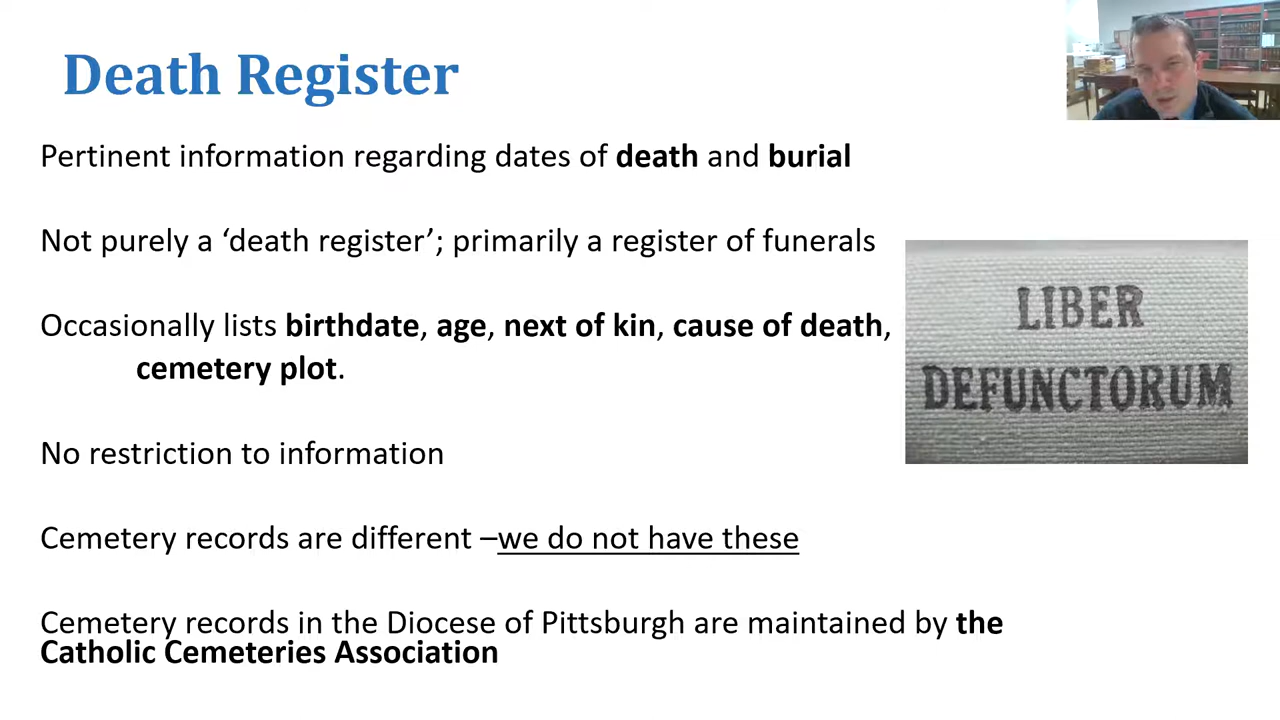 Death Register
Pertinent information regarding dates of death and burial
Not purely a ‘death register’; primarily a register of funerals
Occasionally lists birthdate, age, next of kin, cause of death,
cemetery plot.
LIBER
DEFUNCTORUM
No restriction to information
Cemetery records are different –we do not have these
Cemetery records in the Diocese of Pittsburgh are maintained by the
Catholic Cemeteries Association